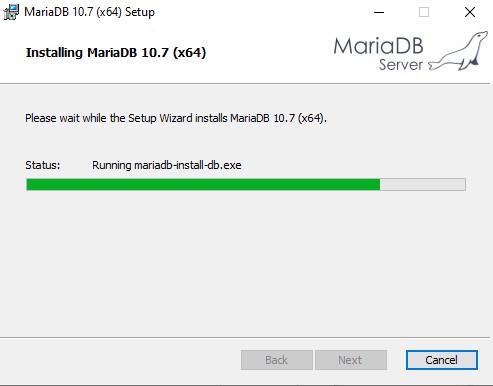 MariaDB 10.7 (x64) Setup
Installing MariaDB 10.7 (x64)
MariaDB
Server
Please wait while the Setup Wizard installs MariaDB 10.7 (x64).
Status: Running mariadb-install-db.exe
Back Next Cancel